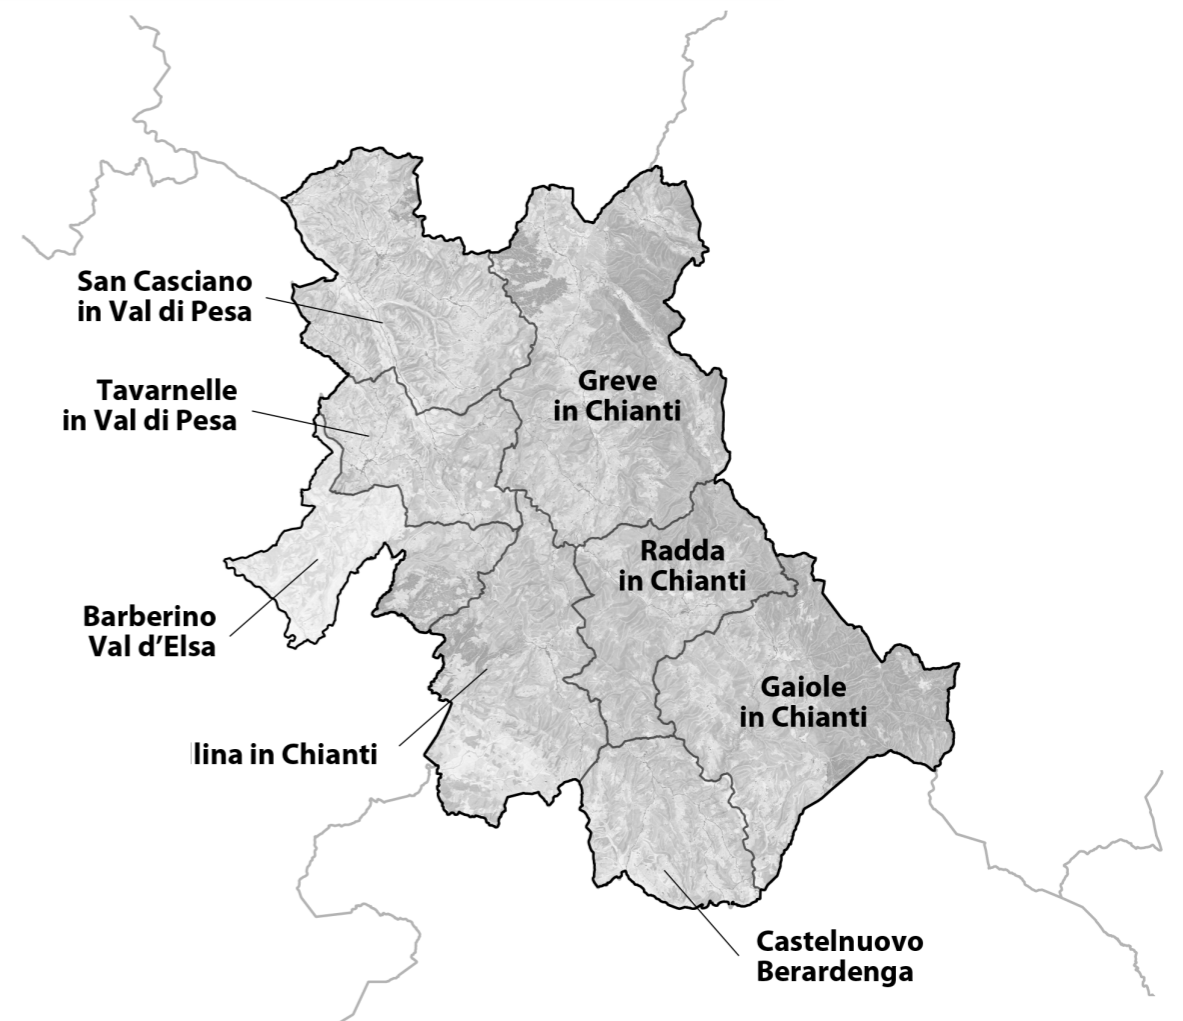 San Casciano
in Val di Pesa
Tavarnelle
in Val di Pesa
Greve
in Chianti
Radda
in Chianti
Barberino
Val d’Elsa
Gaiole
in Chianti
lina in Chianti
Castelnuovo
Berardenga